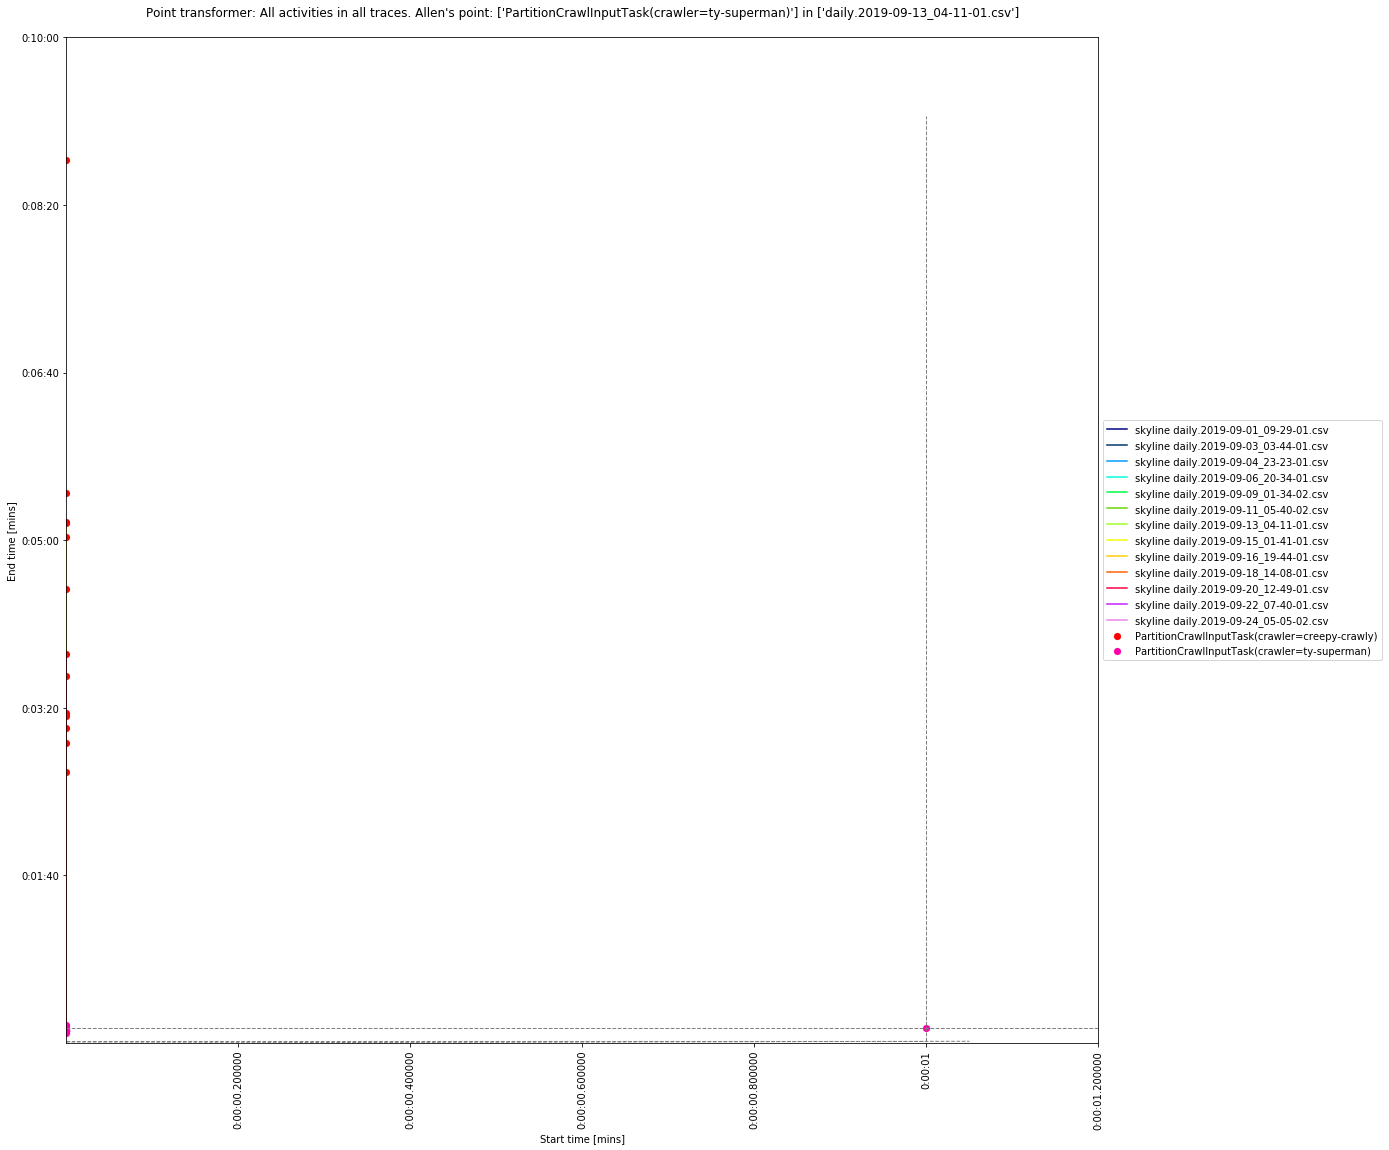 Point transformer: All activities in all traces. Allen's point: ['PartitionCrawlInputTask(crawler=ty-superman)'] in ['daily.2019-09-13_04-11-01.csv']
0:10:00
0:08:20
0:06:40
0:05:00
0:03:20
0:01:40
End time [mins]
0:00:00.200000
0:00:00.400000
0:00:00.600000
0:00:00.800000
0:00:01
0:00:01.200000
Start time [mins]
skyline daily.2019-09-01_09-29-01.csv
skyline daily.2019-09-03_03-44-01.csv
skyline daily.2019-09-04_23-23-01.csv
skyline daily.2019-09-06_20-34-01.csv
skyline daily.2019-09-09_01-34-02.csv
skyline daily.2019-09-11_05-40-02.csv
skyline daily.2019-09-13_04-11-01.csv
skyline daily.2019-09-15_01-41-01.csv
skyline daily.2019-09-16_19-44-01.csv
skyline daily.2019-09-18_14-08-01.csv
skyline daily.2019-09-20_12-49-01.csv
skyline daily.2019-09-22_07-40-01.csv
skyline daily.2019-09-24_05-05-02.csv
PartitionCrawlInputTask(crawler=creepy-crawly)
PartitionCrawlInputTask(crawler=ty-superman)